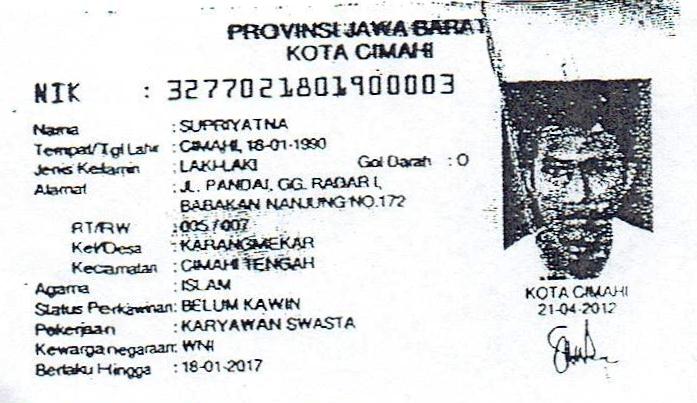 PROVINSI JAWA BARAT
KOTA CIMAHI
NIK : 3277021801900003
Nama : SUPRIYATNA
Tempat/Tgl Lahir : CIMAHI, 18-01-1990
Jenis Kelamin : LAKI-LAKI Gol Darah : O
Alamat : JL. PANDAI, GG. RADAR I,
BABAKAN NANJUNG NO.172
RT/RW : 005 / 007
Kel/Desa : KARANGMEKAR
Kecamatan : CIMAHI TENGAH
Agama : ISLAM
Status Perkawinan: BELUM KAWIN
Pekerjaan : KARYAWAN SWASTA
Kewarganegaraan: WNI
Berlaku Hingga : 18-01-2017
KOTA CIMAHI
21-04-2012